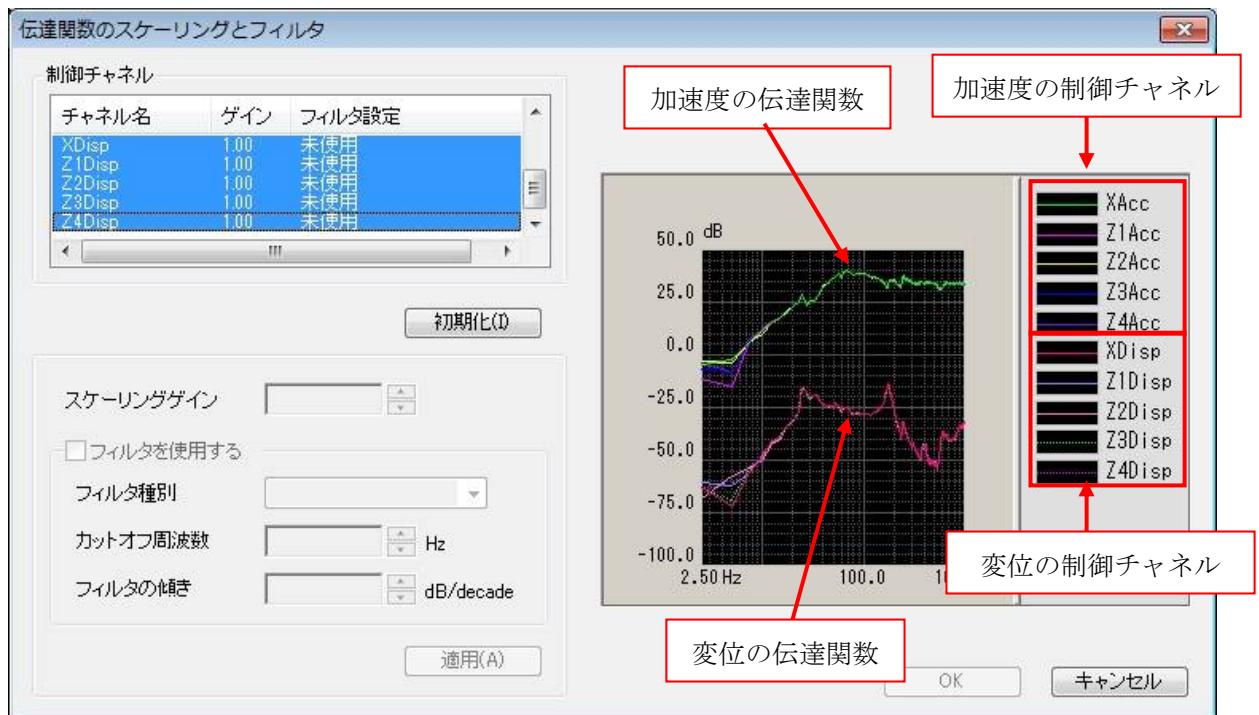 伝達関数のスケーリングとフィルタ
制御チャネル
チャネル名 ゲイン フィルタ設定
XDisp 1.00 未使用
Z1Disp 1.00 未使用
Z2Disp 1.00 未使用
Z3Disp 1.00 未使用
Z4Disp 1.00 未使用
初期化(I)
スケーリングゲイン
フィルタを使用する
フィルタ種別
カットオフ周波数 Hz
フィルタの傾き dB/decade
適用(A)
加速度の伝達関数
加速度の制御チャネル
50.0 dB
25.0
0.0
-25.0
-50.0
-75.0
-100.0
2.50 Hz 100.0
XAcc
Z1Acc
Z2Acc
Z3Acc
Z4Acc
XDisp
Z1Disp
Z2Disp
Z3Disp
Z4Disp
変位の制御チャネル
変位の伝達関数
OK キャンセル